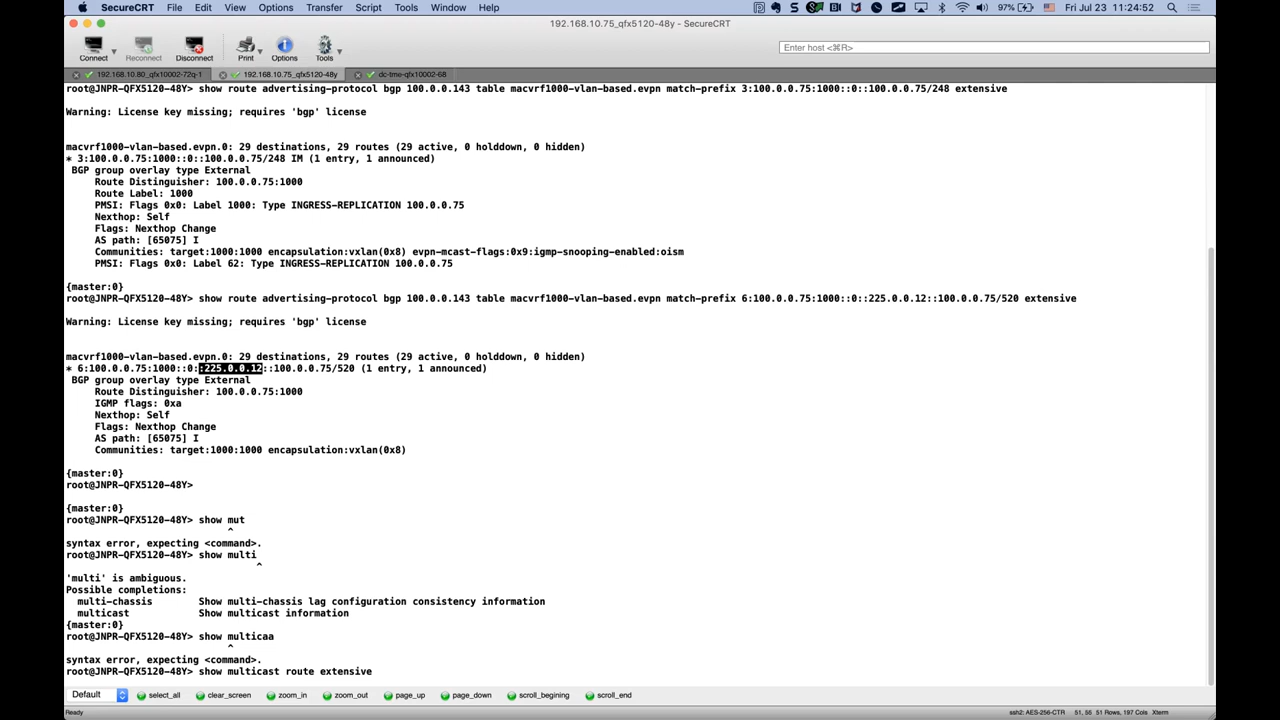 SecureCRT File Edit View Options Transfer Script Tools Window Help 97% Fri Jul 23 11:24:52
192.168.10.75_qfx5120-48y - SecureCRT
Connect Reconnect Disconnect Print Options Tools Enter host <⌘R>
192.168.10.80_qfx10002-72q-1 192.168.10.75_qfx5120-48y dc-tme-qfx10002-68
root@JNPR-QFX5120-48Y> show route advertising-protocol bgp 100.0.0.143 table macvrf1000-vlan-based.evpn match-prefix 3:100.0.0.75:1000::0::100.0.0.75/248 extensive
Warning: License key missing; requires 'bgp' license
macvrf1000-vlan-based.evpn.0: 29 destinations, 29 routes (29 active, 0 holddown, 0 hidden)
* 3:100.0.0.75:1000::0::100.0.0.75/248 IM (1 entry, 1 announced)
BGP group overlay type External
Route Distinguisher: 100.0.0.75:1000
Route Label: 1000
PMSI: Flags 0x0: Label 1000: Type INGRESS-REPLICATION 100.0.0.75
Nexthop: Self
Flags: Nexthop Change
AS path: [65075] I
Communities: target:1000:1000 encapsulation:vxlan(0x8) evpn-mcast-flags:0x9:igmp-snooping-enabled:oism
PMSI: Flags 0x0: Label 62: Type INGRESS-REPLICATION 100.0.0.75
{master:0}
root@JNPR-QFX5120-48Y> show route advertising-protocol bgp 100.0.0.143 table macvrf1000-vlan-based.evpn match-prefix 6:100.0.0.75:1000::0::225.0.0.12::100.0.0.75/520 extensive
Warning: License key missing; requires 'bgp' license
macvrf1000-vlan-based.evpn.0: 29 destinations, 29 routes (29 active, 0 holddown, 0 hidden)
* 6:100.0.0.75:1000::0::225.0.0.12::100.0.0.75/520 (1 entry, 1 announced)
BGP group overlay type External
Route Distinguisher: 100.0.0.75:1000
IGMP flags: 0xa
Nexthop: Self
Flags: Nexthop Change
AS path: [65075] I
Communities: target:1000:1000 encapsulation:vxlan(0x8)
{master:0}
root@JNPR-QFX5120-48Y>
{master:0}
root@JNPR-QFX5120-48Y> show mut
^
syntax error, expecting <command>.
root@JNPR-QFX5120-48Y> show multi
^
'multi' is ambiguous.
Possible completions:
multi-chassis Show multi-chassis lag configuration consistency information
multicast Show multicast information
{master:0}
root@JNPR-QFX5120-48Y> show multicaa
^
syntax error, expecting <command>.
root@JNPR-QFX5120-48Y> show multicast route extensive
Default select_all clear_screen zoom_in zoom_out page_up page_down scroll_begining scroll_end
Ready ssh2: AES-256-CTR 51, 56 51 Rows, 197 Cols Xterm